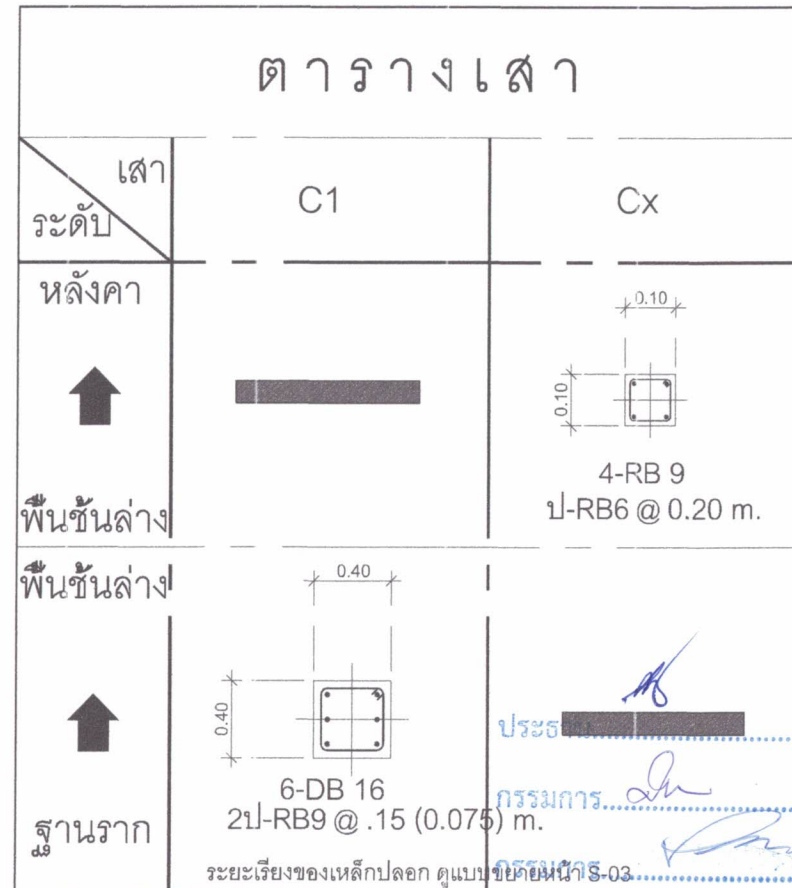 ตารางเสา
เสา
ระดับ
C1
Cx
หลังคา
พื้นชั้นล่าง
0.10
0.10
4-RB 9
ป-RB6 @ 0.20 m.
พื้นชั้นล่าง
ฐานราก
0.40
0.40
6-DB 16
2ป-RB9 @ .15 (0.075) m.
ระยะเรียงของเหล็กปลอก ดูแบบขยายหน้า S-03
ประธาน
กรรมการ
กรรมการ